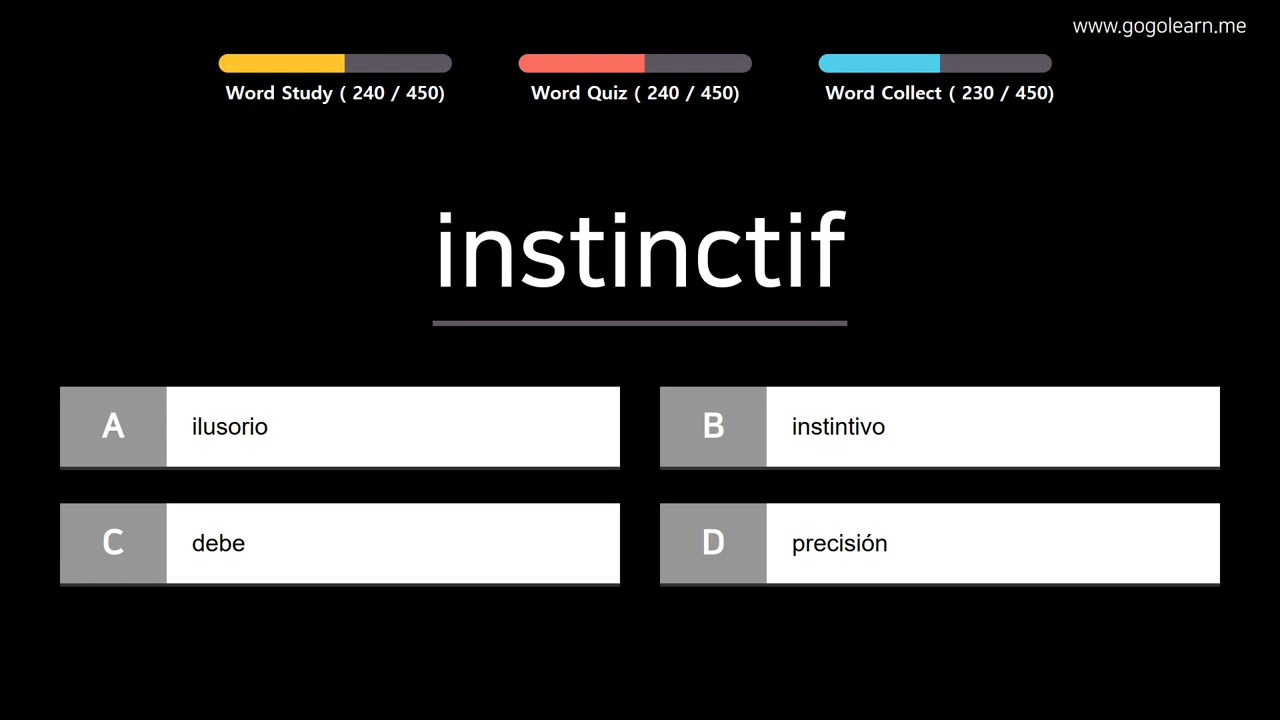 www.gogolearn.me
Word Study ( 240 / 450)
Word Quiz ( 240 / 450)
Word Collect ( 230 / 450)
instinctif
A ilusorio
B instintivo
C debe
D precisión